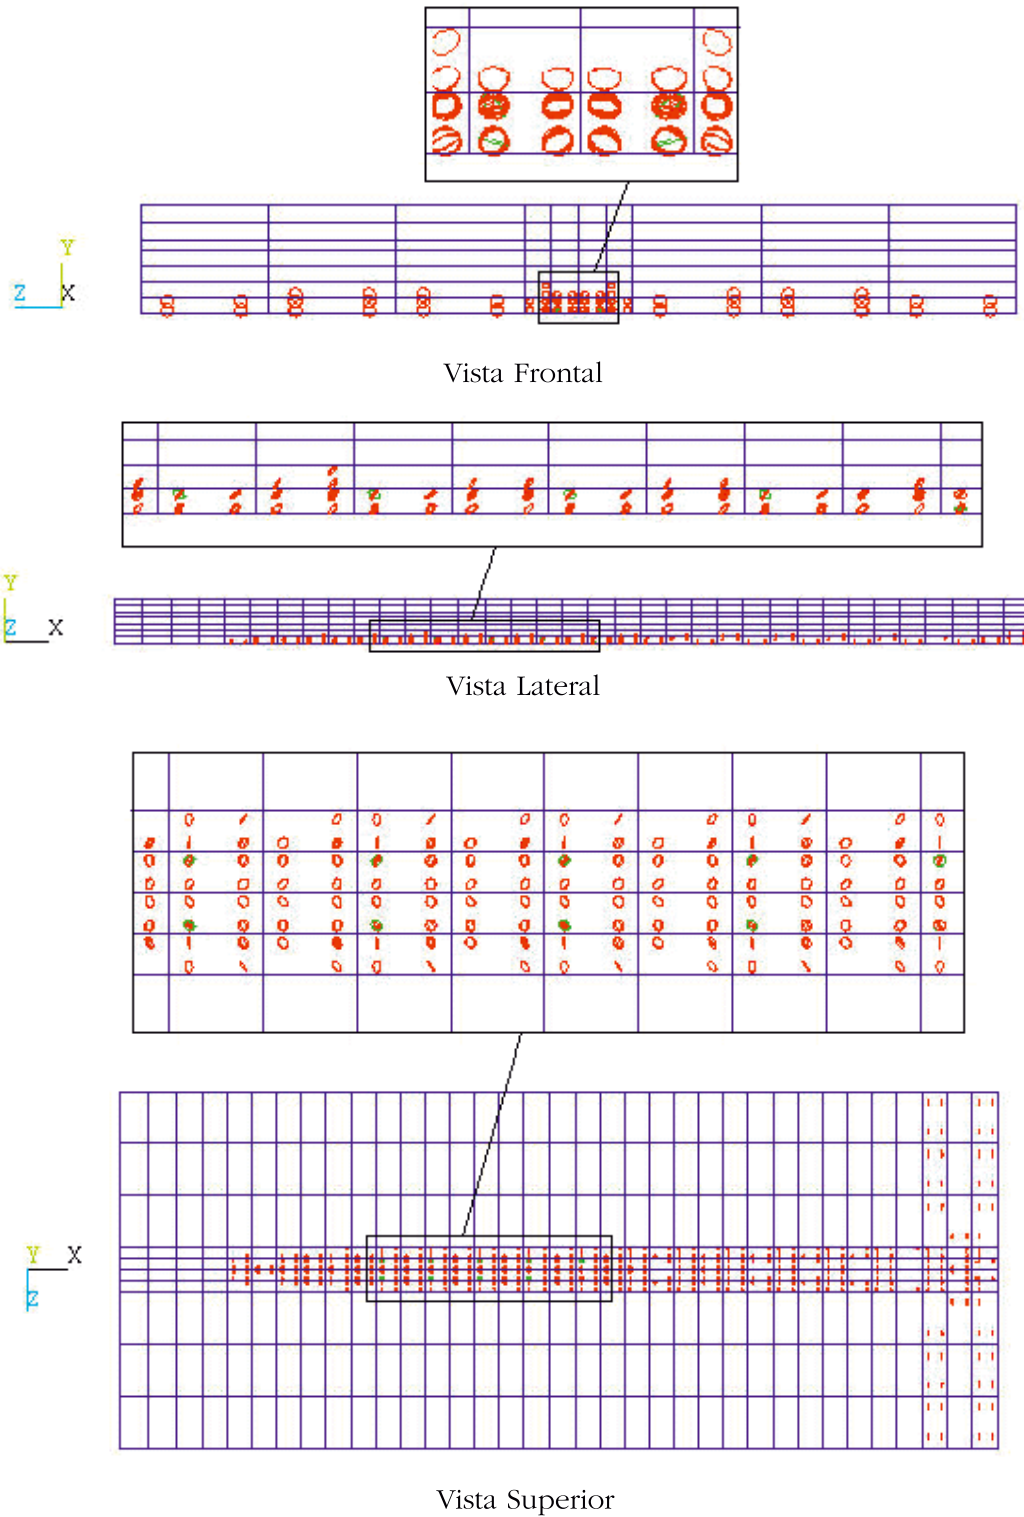 Y
Z X
Vista Frontal
Y
Z X
Vista Lateral
Y X
Z
Vista Superior